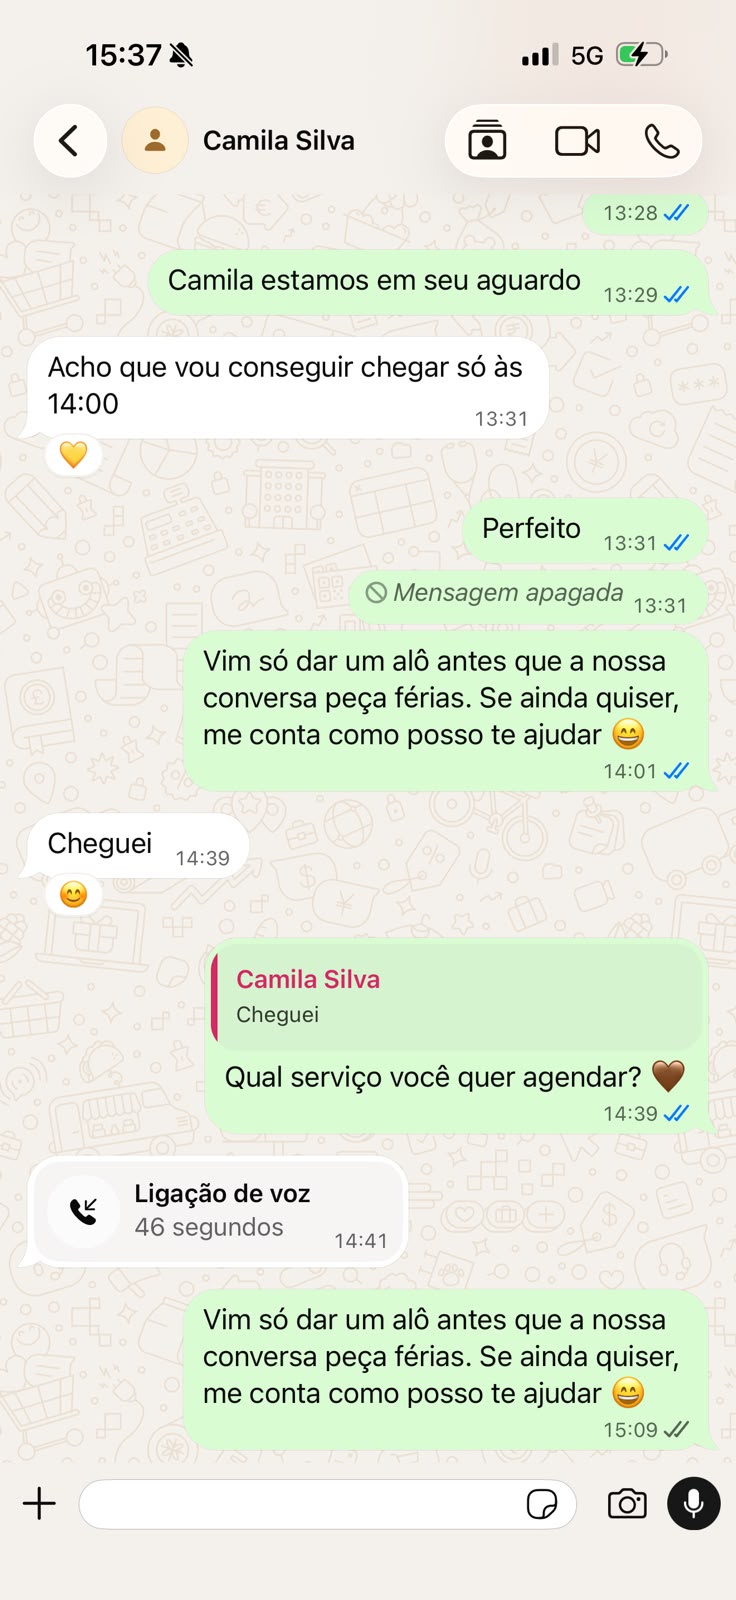 15:37
5G
Camila Silva
13:28
Camila estamos em seu aguardo
13:29
Acho que vou conseguir chegar só às
14:00
13:31
💛
Perfeito
13:31
Mensagem apagada
13:31
Vim só dar um alô antes que a nossa
conversa peça férias. Se ainda quiser,
me conta como posso te ajudar 😄
14:01
Cheguei
14:39
😊
Camila Silva
Cheguei
Qual serviço você quer agendar? 🤎
14:39
Ligação de voz
46 segundos
14:41
Vim só dar um alô antes que a nossa
conversa peça férias. Se ainda quiser,
me conta como posso te ajudar 😄
15:09